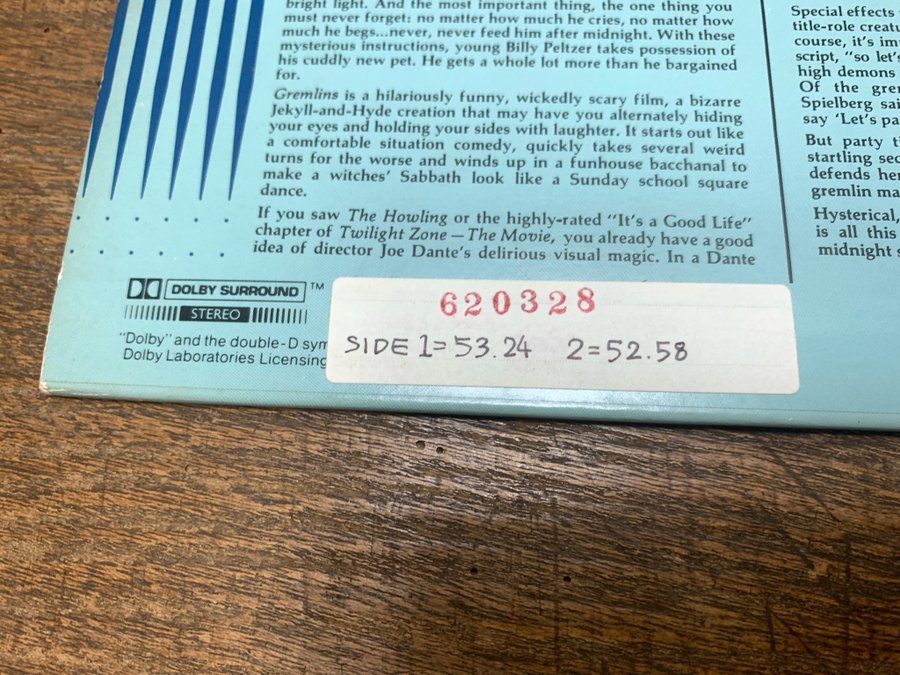 bright light. And the most important thing, the one thing you
must never forget: no matter how much he cries, no matter how
much he begs...never, never feed him after midnight. With these
mysterious instructions, young Billy Peltzer takes possession of
his cuddly new pet. He gets a whole lot more than he bargained
for.
Gremlins is a hilariously funny, wickedly scary film, a bizarre
Jekyll-and-Hyde creation that may have you alternately hiding
your eyes and holding your sides with laughter. It starts out like
a comfortable situation comedy, quickly takes several weird
turns for the worse and winds up in a funhouse bacchanal to
make a witches' Sabbath look like a Sunday school square
dance.
If you saw The Howling or the highly-rated "It's a Good Life"
chapter of Twilight Zone—The Movie, you already have a good
idea of director Joe Dante's delirious visual magic. In a Dante
DOLBY SURROUND ™
STEREO
"Dolby" and the double-D sym
Dolby Laboratories Licensing
620328
SIDE 1=53.24 2=52.58
Special effects
title-role creatu
course, it's im
script, "so let's
high demons
Of the grem
Spielberg sai
say 'Let's pa
But party ti
startling seq
defends her
gremlin ma
Hysterical,
is all this
midnight s